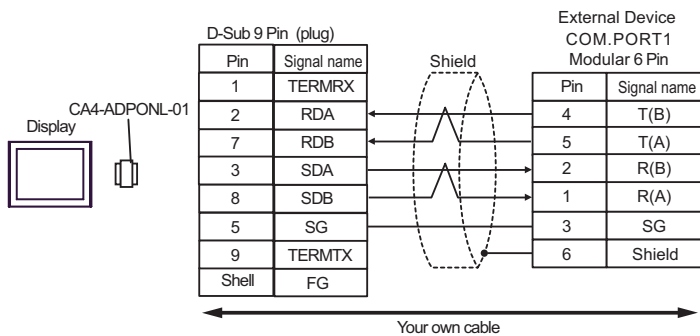 External Device
COM.PORT1
Modular 6 Pin
D-Sub 9 Pin (plug)
Pin Signal name
Shield
Pin Signal name
1 TERMRX
CA4-ADPONL-01
Display
2 RDA
4 T(B)
7 RDB
5 T(A)
3 SDA
2 R(B)
8 SDB
1 R(A)
5 SG
3 SG
9 TERMTX
6 Shield
Shell FG
Your own cable